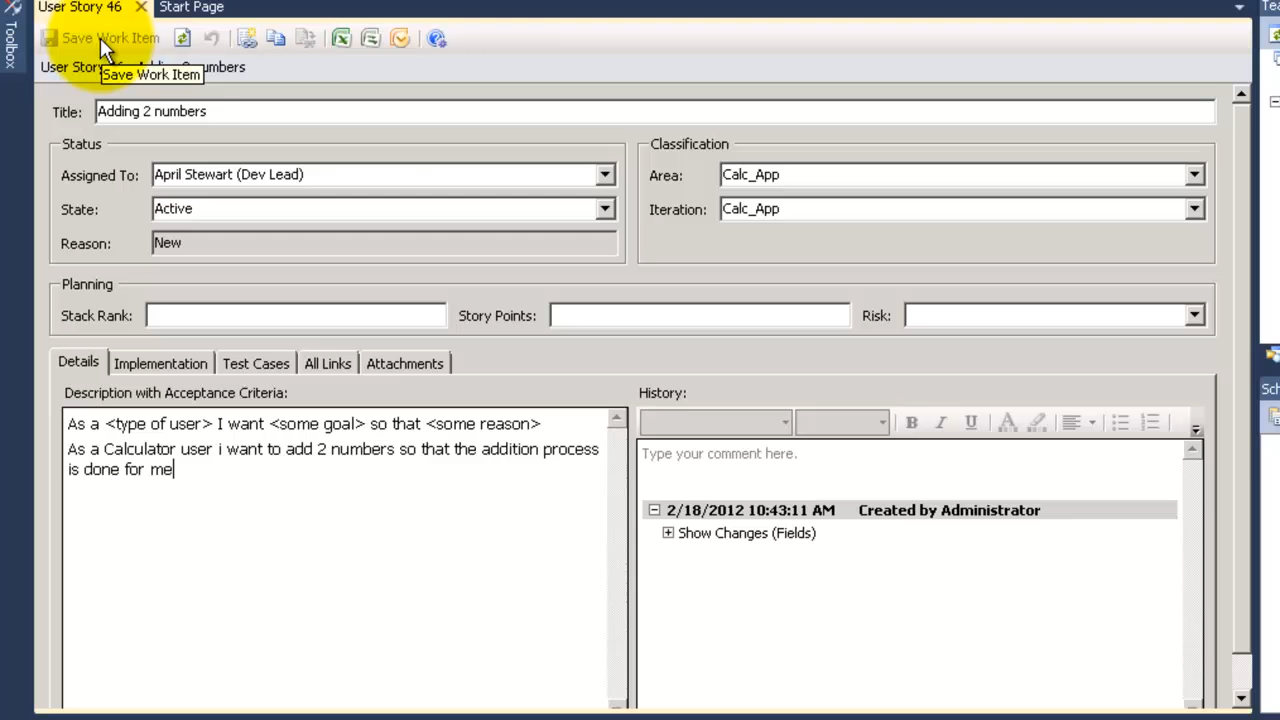 User Story 46
Start Page
Toolbox
Save Work Item
User Stor
numbers
Save Work Item
Title: Adding 2 numbers
Status
Classification
Assigned To: April Stewart (Dev Lead)
Area: Calc_App
State: Active
Iteration: Calc_App
Reason: New
Planning
Stack Rank:
Story Points:
Risk:
Details
Implementation
Test Cases
All Links
Attachments
Description with Acceptance Criteria:
History:
As a <type of user> I want <some goal> so that <some reason>
As a Calculator user i want to add 2 numbers so that the addition process
is done for me
B I U A
Type your comment here.
2/18/2012 10:43:11 AM Created by Administrator
Show Changes (Fields)
Tea
Sc